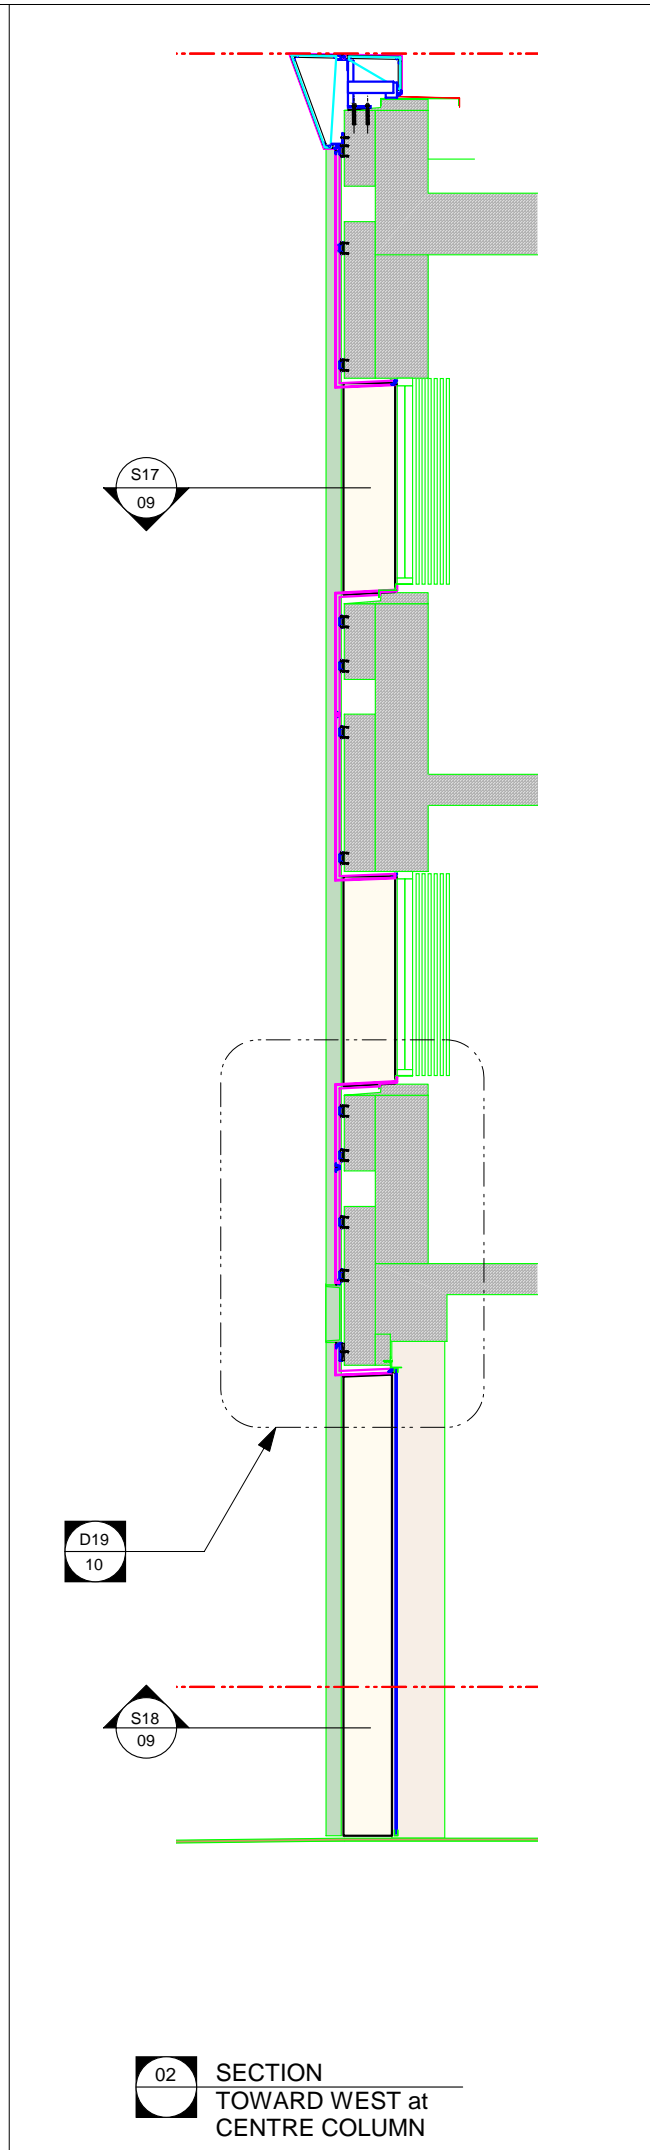 S17
09
D19
10
S18
09
02
SECTION
TOWARD WEST at
CENTRE COLUMN